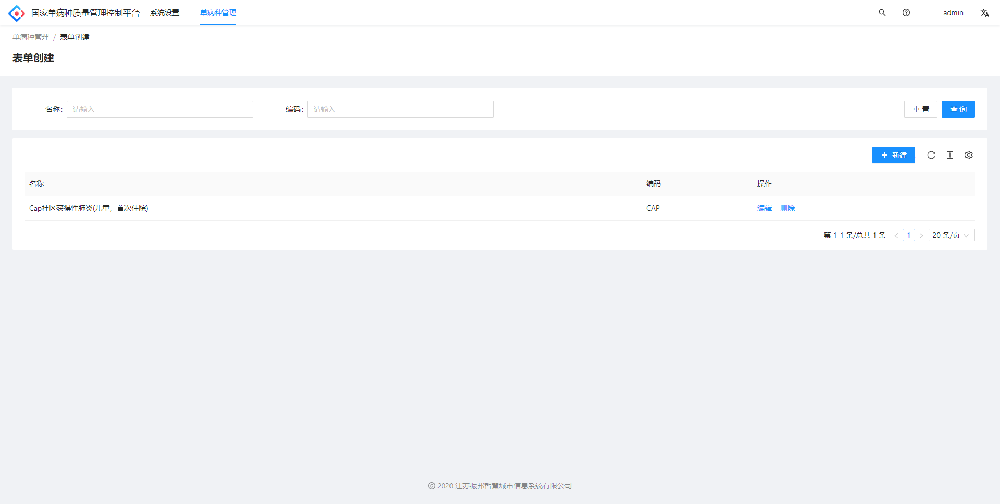 国家单病种质量管理控制平台 系统设置 单病种管理 admin
单病种管理 / 表单创建
表单创建
名称: 请输入 编码: 请输入 重 置 查 询
新建
名称 编码 操作
Cap社区获得性肺炎(儿童，首次住院) CAP 编辑 删除
第 1-1 条/总共 1 条 < 1 > 20 条/页
© 2020 江苏振邦智慧城市信息系统有限公司